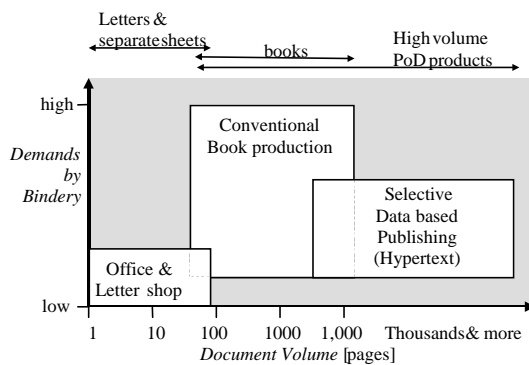 Letters &
separate sheets
books
High volume
PoD products
high
Conventional
Book production
Demands
by
Bindery
Selective
Data based
Publishing
(Hypertext)
Office &
Letter shop
low
1 10 100 1000 1,000 Thousands & more
Document Volume [pages]